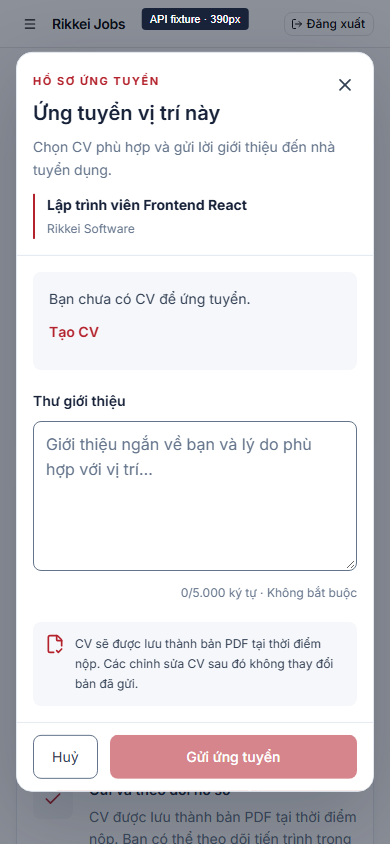 Rikkei Jobs
API fixture · 390px
Đăng xuất
HỒ SƠ ỨNG TUYỂN
Ứng tuyển vị trí này
Chọn CV phù hợp và gửi lời giới thiệu đến nhà
tuyển dụng.
Lập trình viên Frontend React
Rikkei Software
Bạn chưa có CV để ứng tuyển.
Tạo CV
Thư giới thiệu
Giới thiệu ngắn về bạn và lý do phù
hợp với vị trí...
0/5.000 ký tự · Không bắt buộc
CV sẽ được lưu thành bản PDF tại thời điểm
nộp. Các chỉnh sửa CV sau đó không thay đổi
bản đã gửi.
Huỷ
Gửi ứng tuyển
Gửi và theo dõi hồ sơ
CV được lưu thành bản PDF tại thời điểm
nộp. Bạn có thể theo dõi tiến trình trong